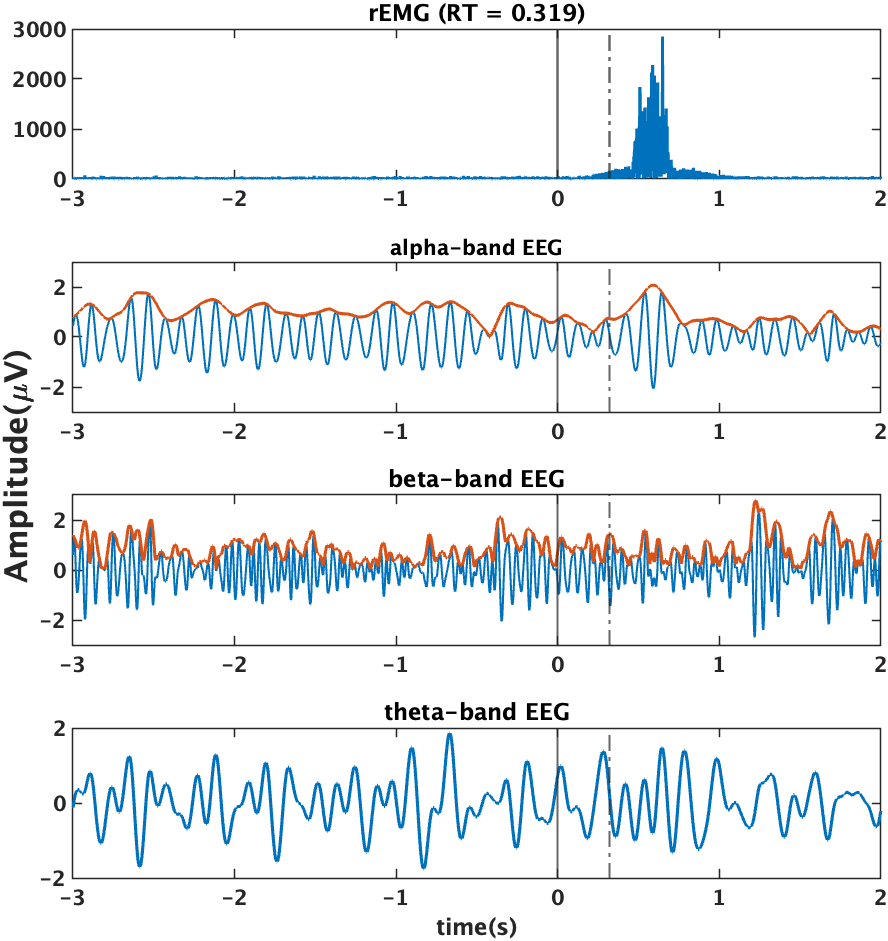 rEMG (RT = 0.319)
3000
2000
1000
0
-3 -2 -1 0 1 2
alpha-band EEG
2
0
-2
-3 -2 -1 0 1 2
Amplitude(μV)
beta-band EEG
2
0
-2
-3 -2 -1 0 1 2
theta-band EEG
2
0
-2
-3 -2 -1 0 1 2
time(s)